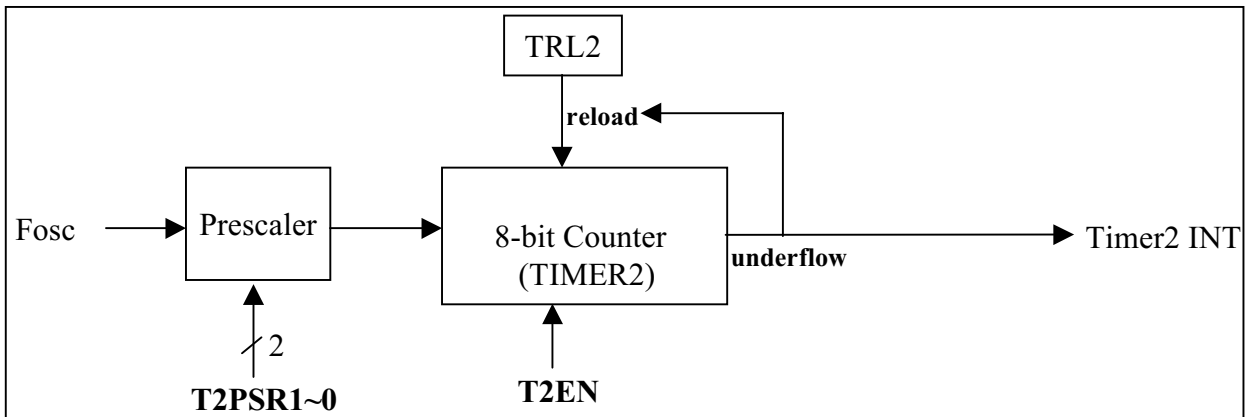 TRL2
reload
Fosc
Prescaler
8-bit Counter
(TIMER2)
underflow
Timer2 INT
2
T2PSR1~0
T2EN